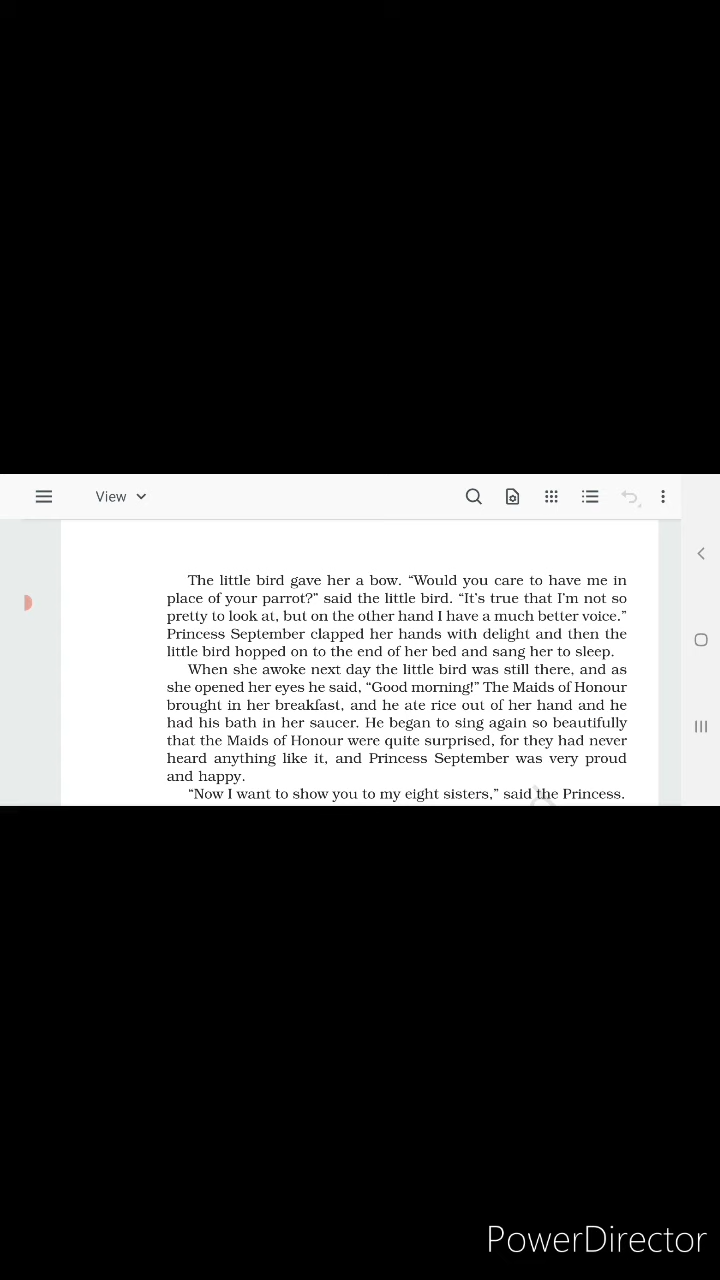 View
The little bird gave her a bow. “Would you care to have me in
place of your parrot?” said the little bird. “It's true that I'm not so
pretty to look at, but on the other hand I have a much better voice.”
Princess September clapped her hands with delight and then the
little bird hopped on to the end of her bed and sang her to sleep.
When she awoke next day the little bird was still there, and as
she opened her eyes he said, “Good morning!” The Maids of Honour
brought in her breakfast, and he ate rice out of her hand and he
had his bath in her saucer. He began to sing again so beautifully
that the Maids of Honour were quite surprised, for they had never
heard anything like it, and Princess September was very proud
and happy.
“Now I want to show you to my eight sisters,” said the Princess.
PowerDirector